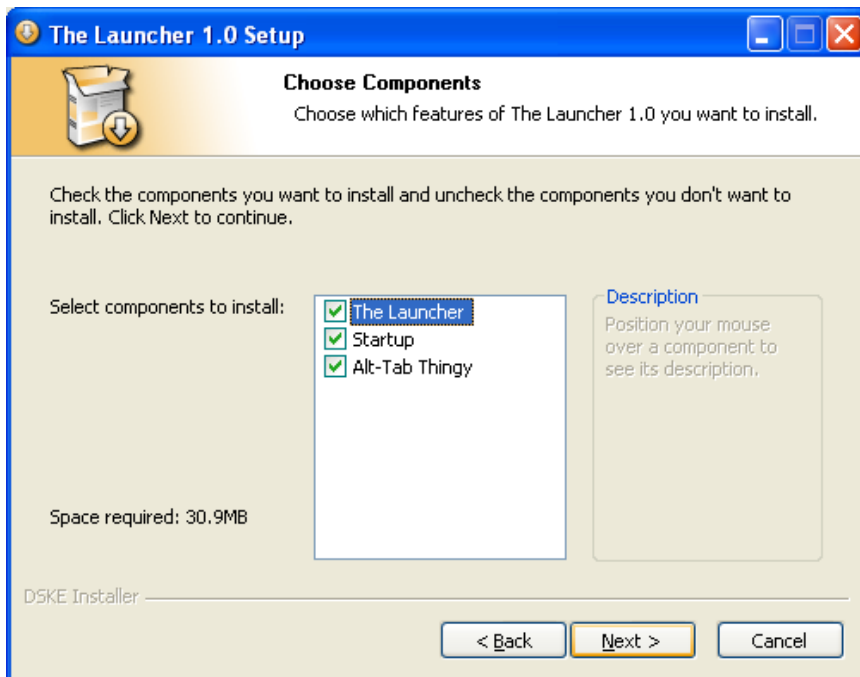 The Launcher 1.0 Setup
Choose Components
Choose which features of The Launcher 1.0 you want to install.
Check the components you want to install and uncheck the components you don't want to
install. Click Next to continue.
Select components to install:
The Launcher
Startup
Alt-Tab Thingy
Description
Position your mouse
over a component to
see its description.
Space required: 30.9MB
DSKE Installer
< Back
Next >
Cancel